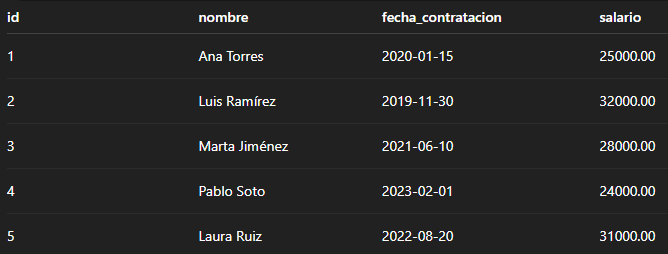 id nombre fecha_contratacion salario
1 Ana Torres 2020-01-15 25000.00
2 Luis Ramírez 2019-11-30 32000.00
3 Marta Jiménez 2021-06-10 28000.00
4 Pablo Soto 2023-02-01 24000.00
5 Laura Ruiz 2022-08-20 31000.00